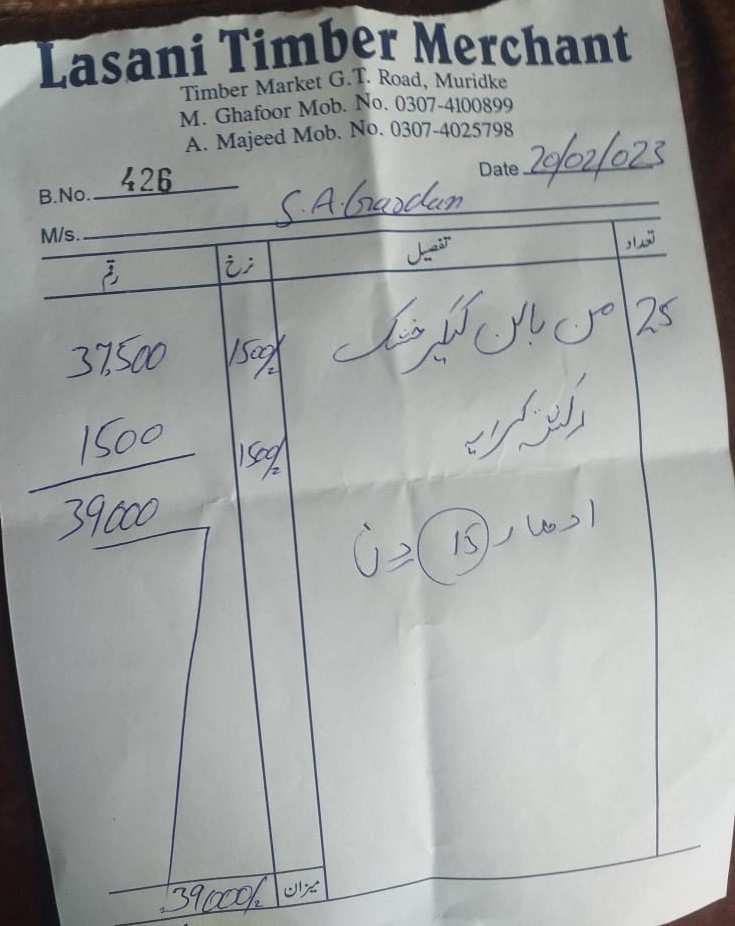 Lasani Timber Merchant
Timber Market G.T. Road, Muridke
M. Ghafoor Mob. No. 0307-4100899
A. Majeed Mob. No. 0307-4025798
B.No. 426 Date 20/02/023
M/s. S.A.
تعداد تفصیل نرخ رقم
25 من بالن کیکر خشک 1500/- 37,500
رکشہ کرایہ 1500/- 1500
39000
ادھار 15 دن
میزان 39000/-